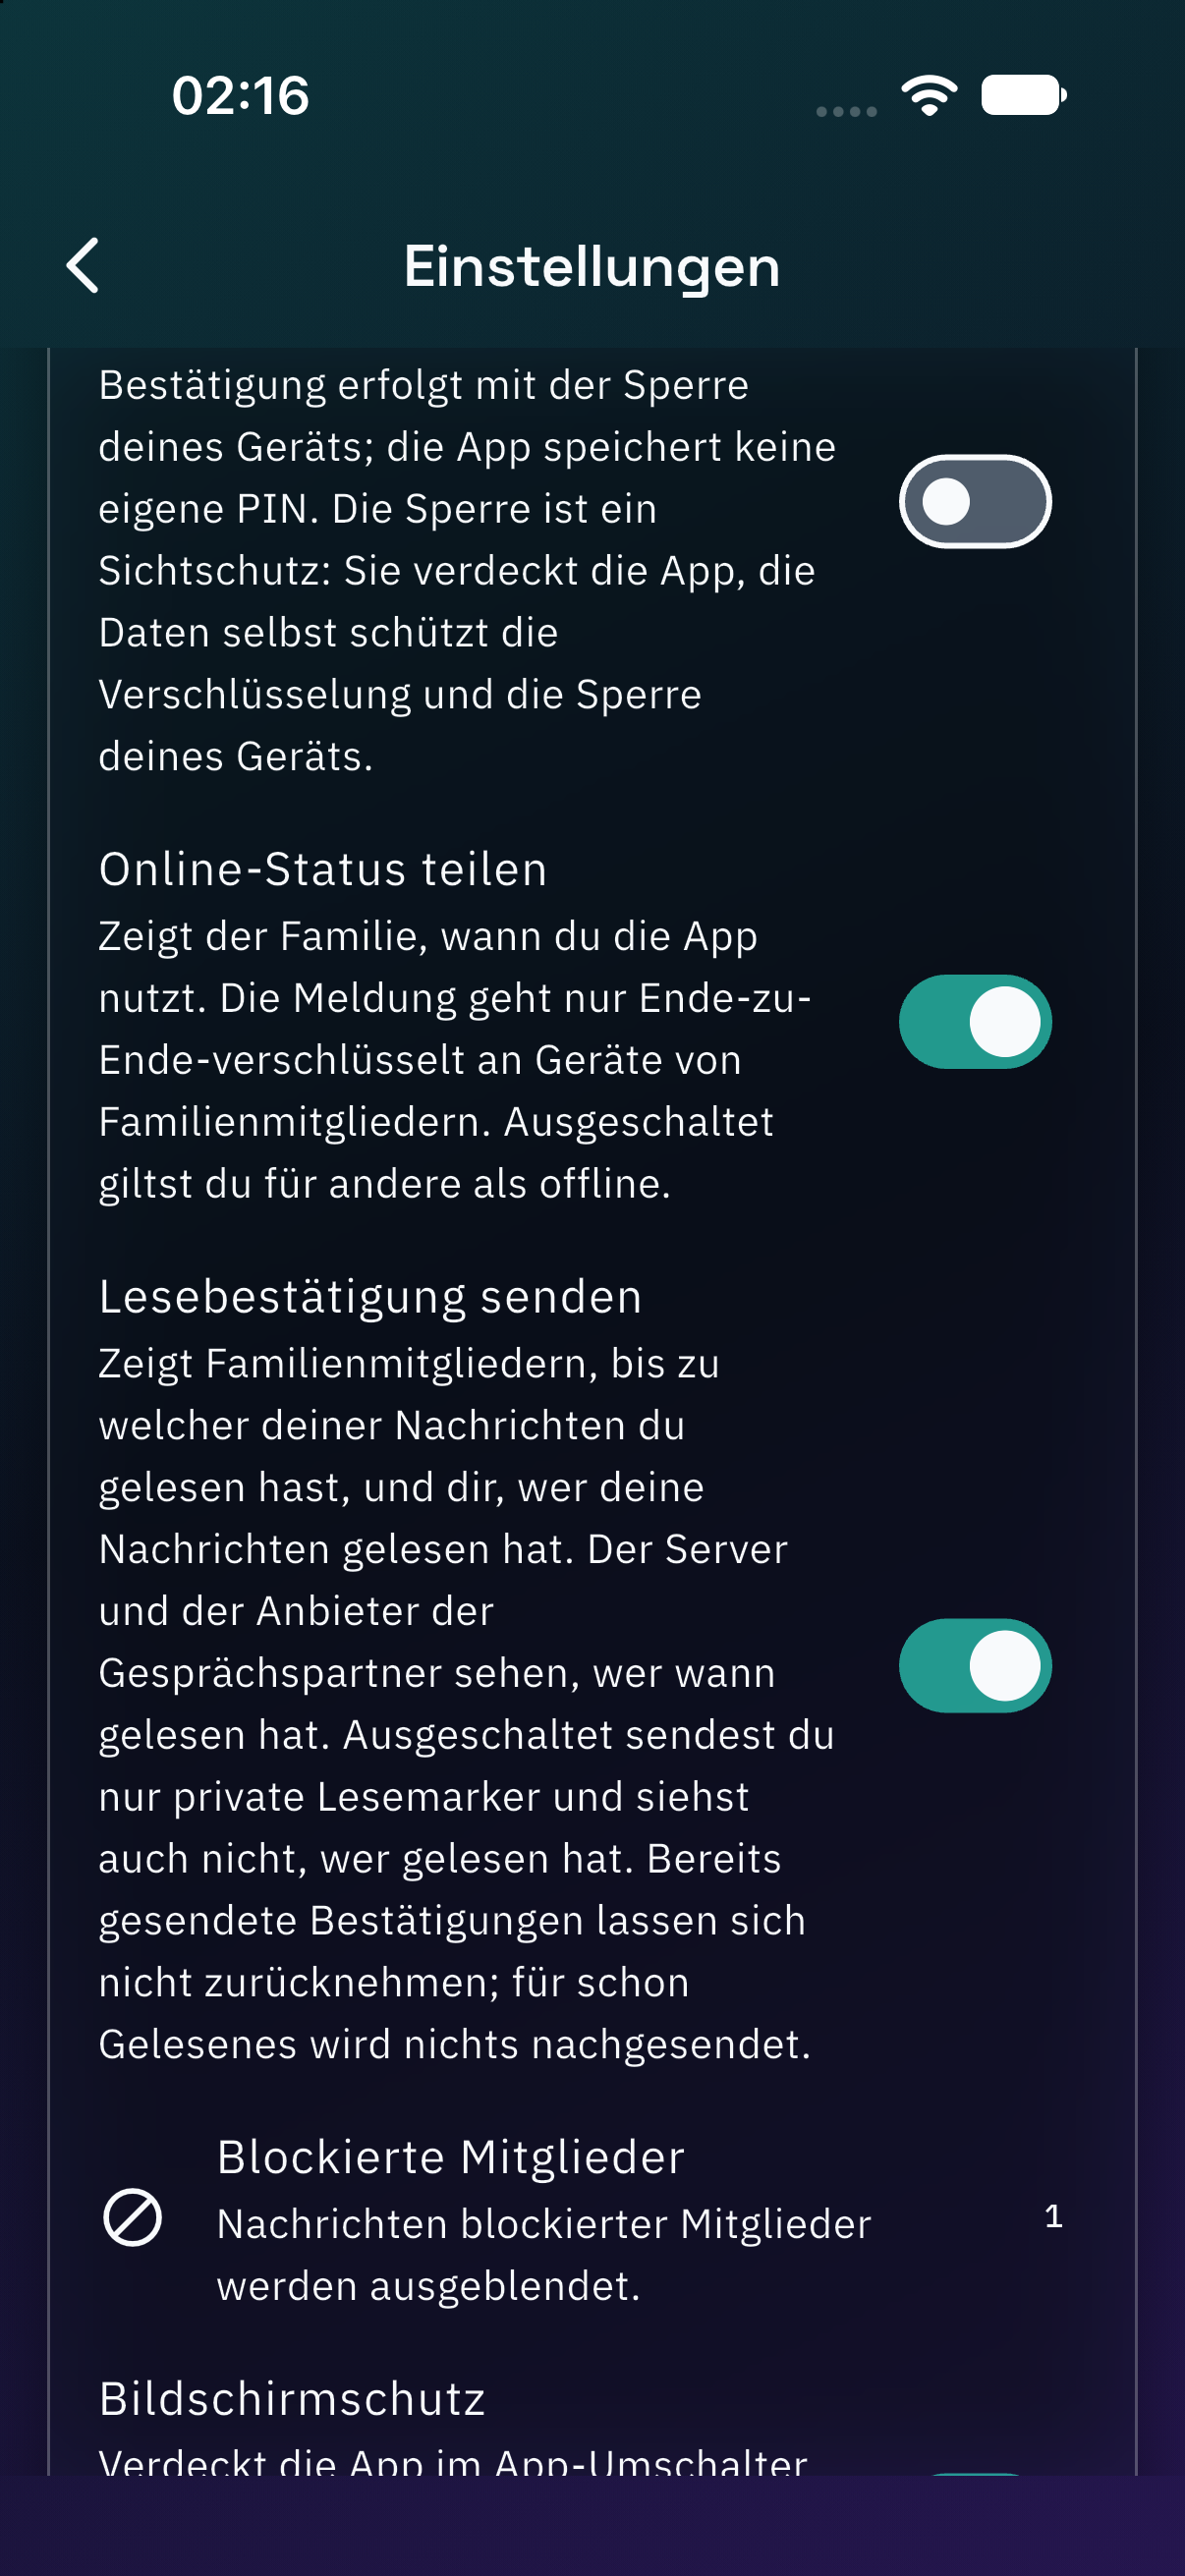 02:16
Einstellungen
Bestätigung erfolgt mit der Sperre
deines Geräts; die App speichert keine
eigene PIN. Die Sperre ist ein
Sichtschutz: Sie verdeckt die App, die
Daten selbst schützt die
Verschlüsselung und die Sperre
deines Geräts.
Online-Status teilen
Zeigt der Familie, wann du die App
nutzt. Die Meldung geht nur Ende-zu-
Ende-verschlüsselt an Geräte von
Familienmitgliedern. Ausgeschaltet
giltst du für andere als offline.
Lesebestätigung senden
Zeigt Familienmitgliedern, bis zu
welcher deiner Nachrichten du
gelesen hast, und dir, wer deine
Nachrichten gelesen hat. Der Server
und der Anbieter der
Gesprächspartner sehen, wer wann
gelesen hat. Ausgeschaltet sendest du
nur private Lesemarker und siehst
auch nicht, wer gelesen hat. Bereits
gesendete Bestätigungen lassen sich
nicht zurücknehmen; für schon
Gelesenes wird nichts nachgesendet.
Blockierte Mitglieder
Nachrichten blockierter Mitglieder
werden ausgeblendet.
1
Bildschirmschutz
Verdeckt die App im App-Umschalter